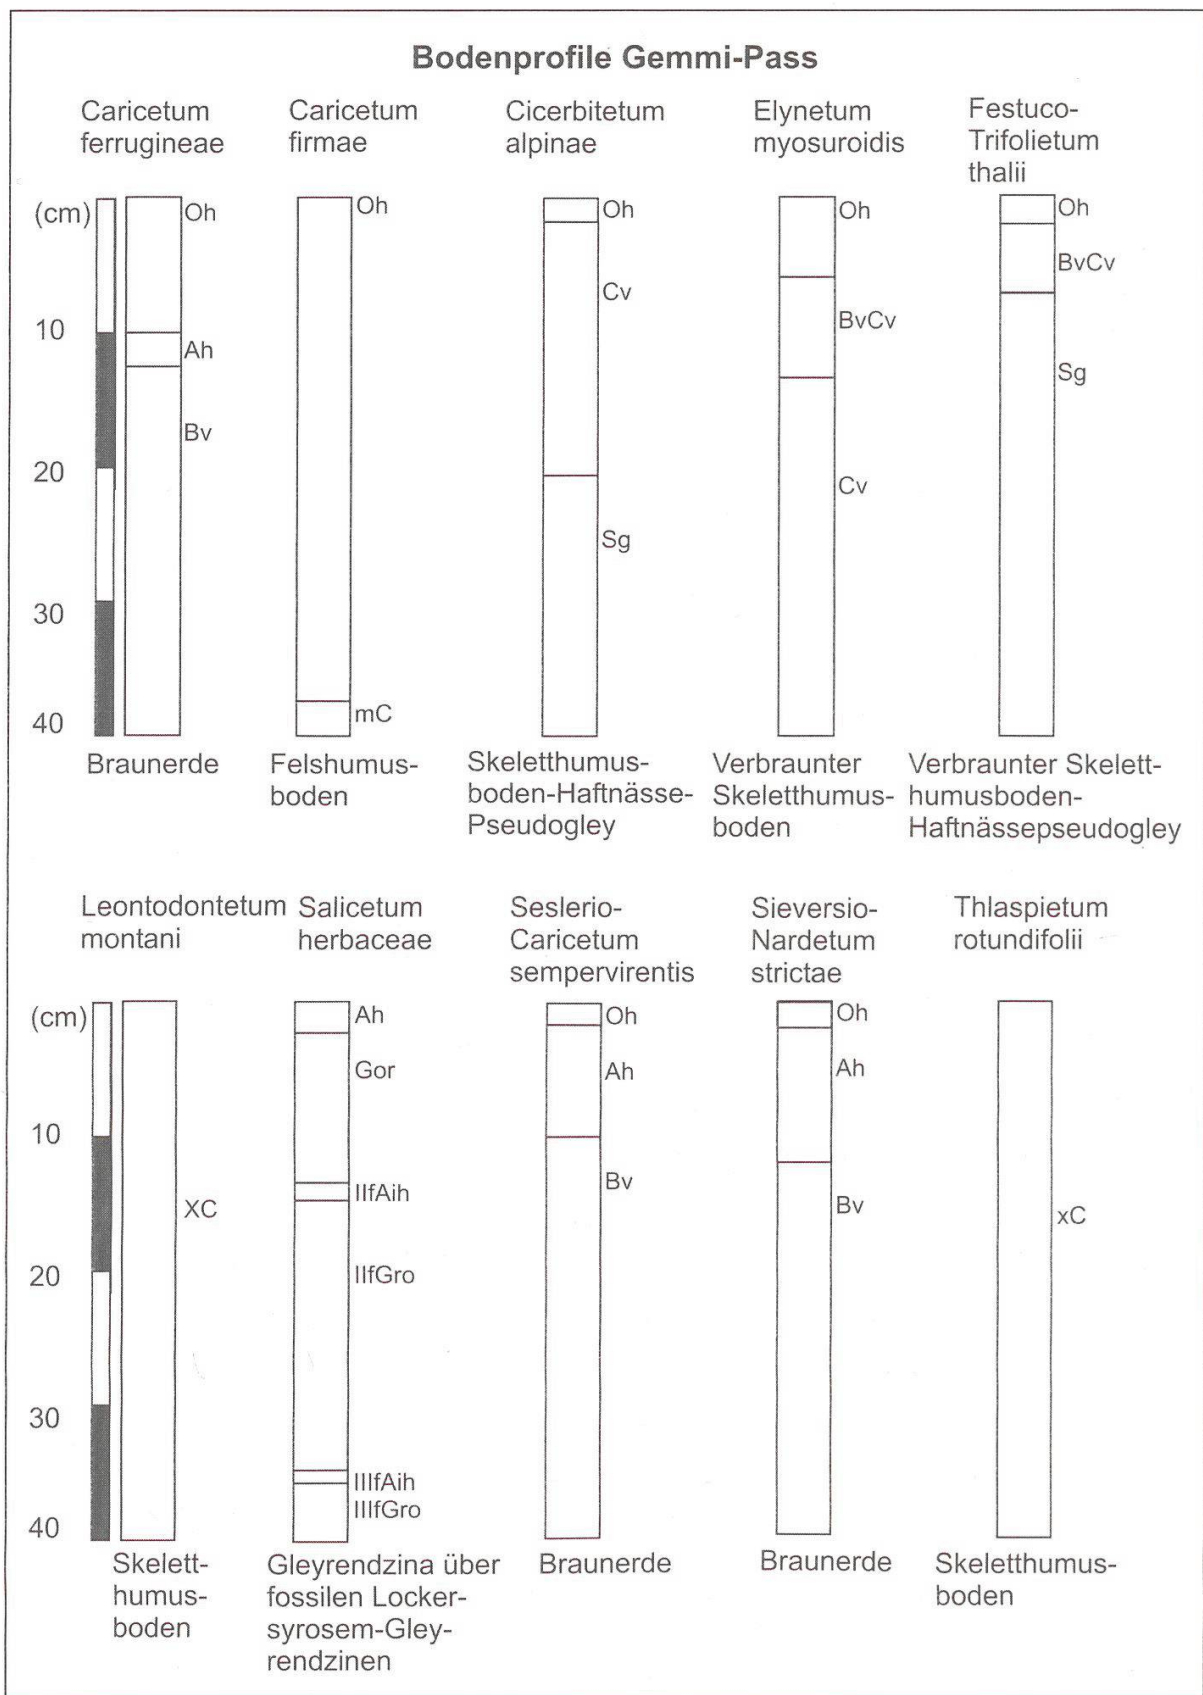 Bodenprofile Gemmi-Pass
Caricetum
ferrugineae
Caricetum
firmae
Cicerbitetum
alpinae
Elynetum
myosuroidis
Festuco-
Trifolietum
thalii
(cm)
10
20
30
40
Oh
Ah
Bv
Oh
mC
Oh
Cv
Sg
Oh
BvCv
Cv
Oh
BvCv
Sg
Braunerde
Felshumus-
boden
Skeletthumus-
boden-Haftnässe-
Pseudogley
Verbraunter
Skeletthumus-
boden
Verbraunter Skelett-
humusboden-
Haftnässepseudogley
Leontodontetum
montani
Salicetum
herbaceae
Seslerio-
Caricetum
sempervirentis
Sieversio-
Nardetum
strictae
Thlaspietum
rotundifolii
(cm)
10
20
30
40
XC
Ah
Gor
IIfAih
IIfGro
IIIfAih
IIIfGro
Oh
Ah
Bv
Oh
Ah
Bv
xC
Skelett-
humus-
boden
Gleyrendzina über
fossilen Locker-
syrosem-Gley-
rendzinen
Braunerde
Braunerde
Skeletthumus-
boden